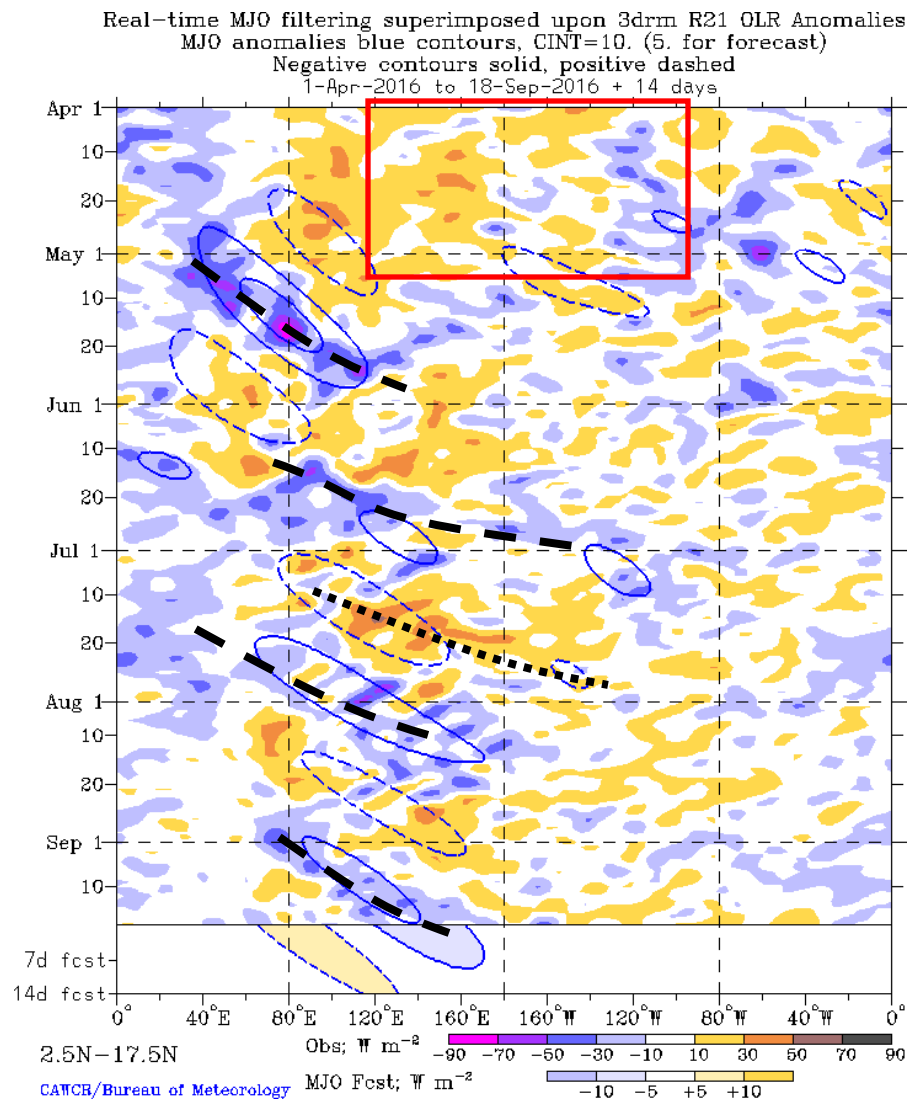 Real-time MJO filtering superimposed upon 3drm R21 OLR Anomalies
MJO anomalies blue contours, CINT=10. (5. for forecast)
Negative contours solid, positive dashed
1-Apr-2016 to 18-Sep-2016 + 14 days
Apr 1
10
20
May 1
10
20
Jun 1
10
20
Jul 1
10
20
Aug 1
10
20
Sep 1
10
7d fcst
14d fcst
0° 40°E 80°E 120°E 160°E 160°W 120°W 80°W 40°W 0°
2.5N-17.5N
Obs; W m-2
-90 -70 -50 -30 -10 10 30 50 70 90
CAWCR/Bureau of Meteorology
MJO Fcst; W m-2
-10 -5 +5 +10